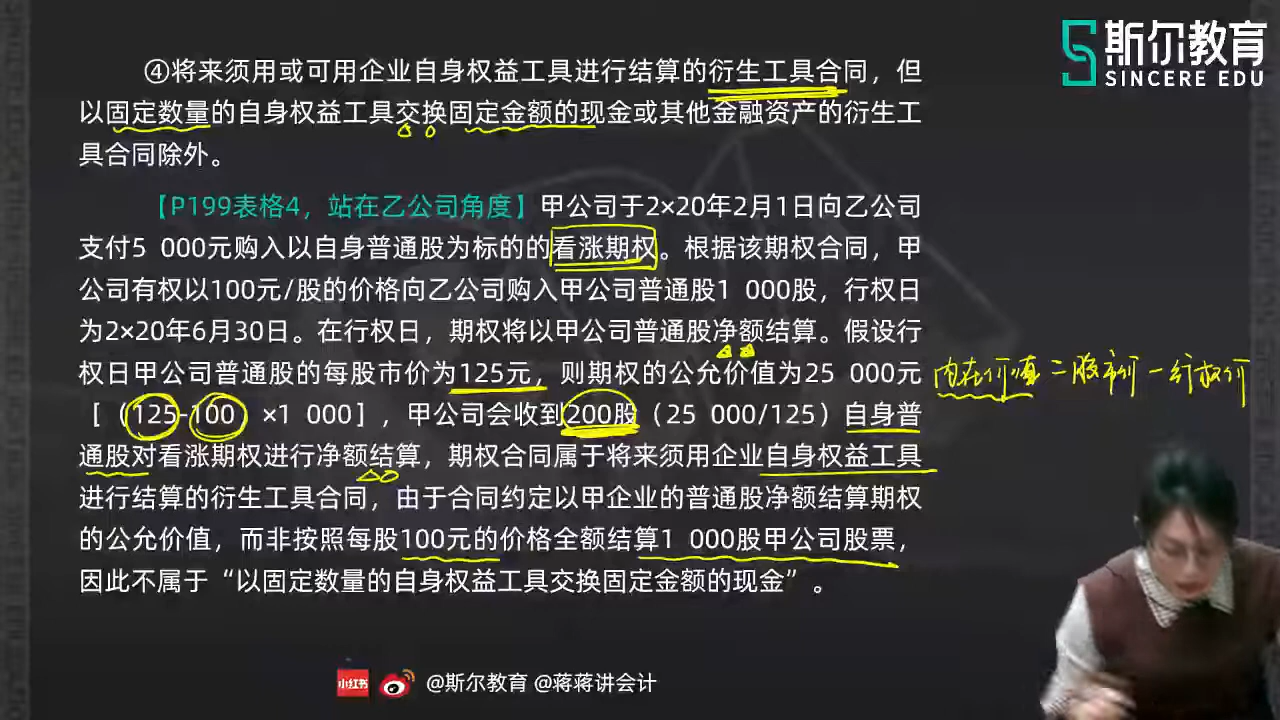 斯尔教育
SINCERE EDU
④将来须用或可用企业自身权益工具进行结算的衍生工具合同，但
以固定数量的自身权益工具交换固定金额的现金或其他金融资产的衍生工
具合同除外。
【P199表格4，站在乙公司角度】甲公司于2×20年2月1日向乙公司
支付5 000元购入以自身普通股为标的的看涨期权。根据该期权合同，甲
公司有权以100元/股的价格向乙公司购入甲公司普通股1 000股，行权日
为2×20年6月30日。在行权日，期权将以甲公司普通股净额结算。假设行
权日甲公司普通股的每股市价为125元，则期权的公允价值为25 000元
[（125-100 ×1 000]，甲公司会收到200股（25 000/125）自身普
通股对看涨期权进行净额结算，期权合同属于将来须用企业自身权益工具
进行结算的衍生工具合同，由于合同约定以甲企业的普通股净额结算期权
的公允价值，而非按照每股100元的价格全额结算1 000股甲公司股票，
因此不属于“以固定数量的自身权益工具交换固定金额的现金”。
内在价值=股市价-行权价
小红书 @斯尔教育 @蒋蒋讲会计